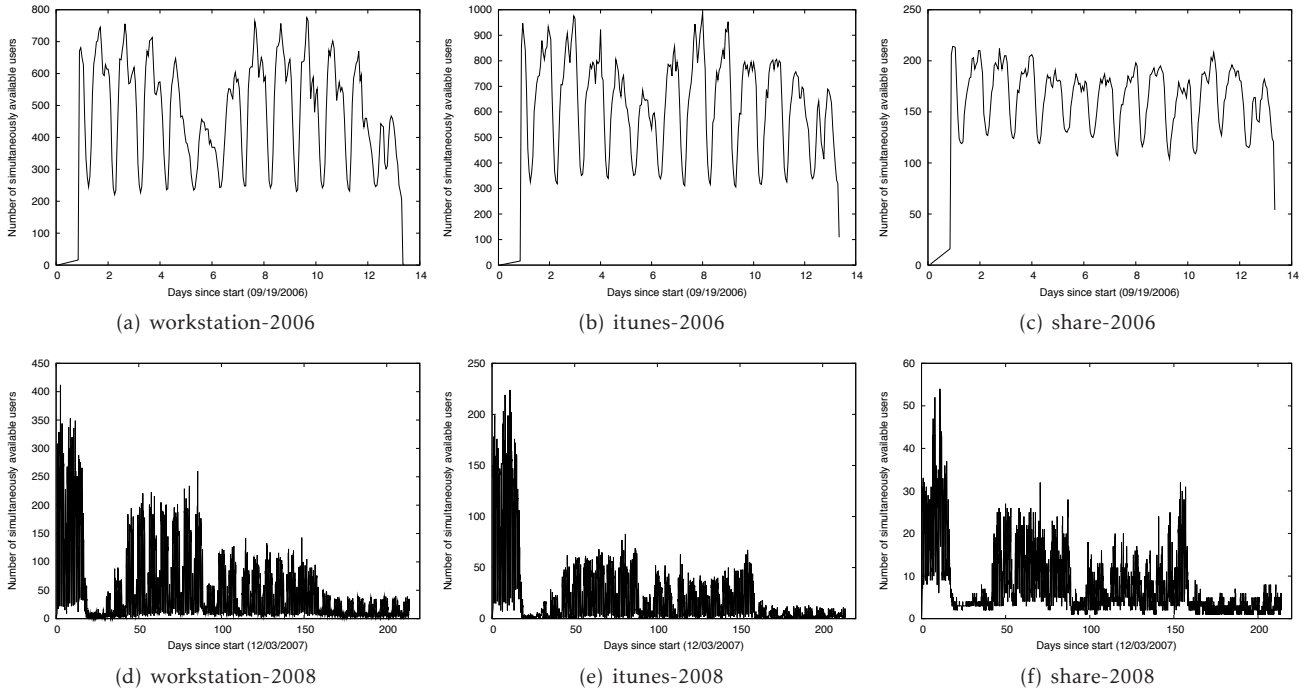 Number of simultaneously available users
800
700
600
500
400
300
200
100
0
0 2 4 6 8 10 12 14
Days since start (09/19/2006)
(a) workstation-2006
Number of simultaneously available users
1000
900
800
700
600
500
400
300
200
100
0
0 2 4 6 8 10 12 14
Days since start (09/19/2006)
(b) itunes-2006
Number of simultaneously available users
250
200
150
100
50
0
0 2 4 6 8 10 12 14
Days since start (09/19/2006)
(c) share-2006
Number of simultaneously available users
450
400
350
300
250
200
150
100
50
0
0 50 100 150 200
Days since start (12/03/2007)
(d) workstation-2008
Number of simultaneously available users
250
200
150
100
50
0
0 50 100 150 200
Days since start (12/03/2007)
(e) itunes-2008
Number of simultaneously available users
60
50
40
30
20
10
0
0 50 100 150 200
Days since start (12/03/2007)
(f) share-2008